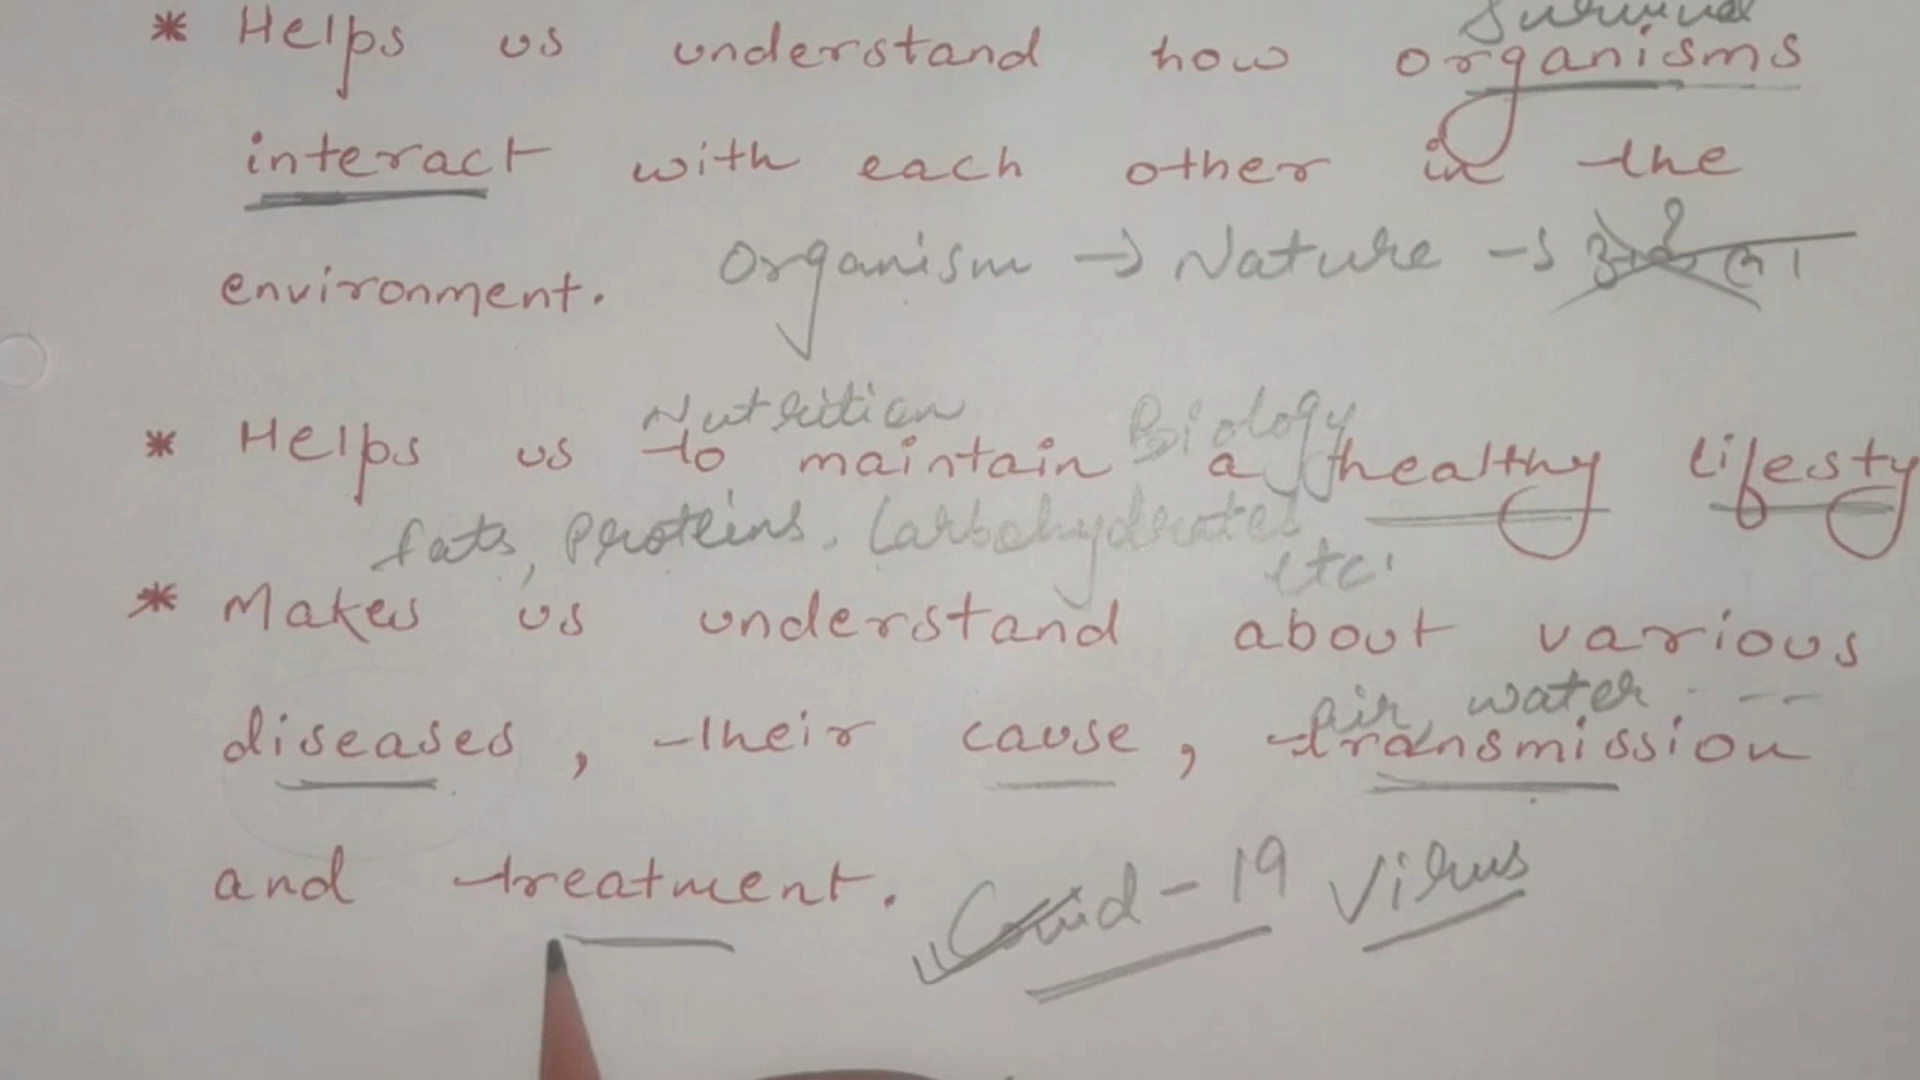 Survival
* Helps us understand how organisms
interact with each other in the
environment. Organism → Nature →
Nutrition Biology
* Helps us to maintain a healthy lifesty
fats, Proteins, Carbohydrates
etc.
* Makes us understand about various
air, water - --
diseases, their cause, transmission
and treatment. Covid-19 Virus